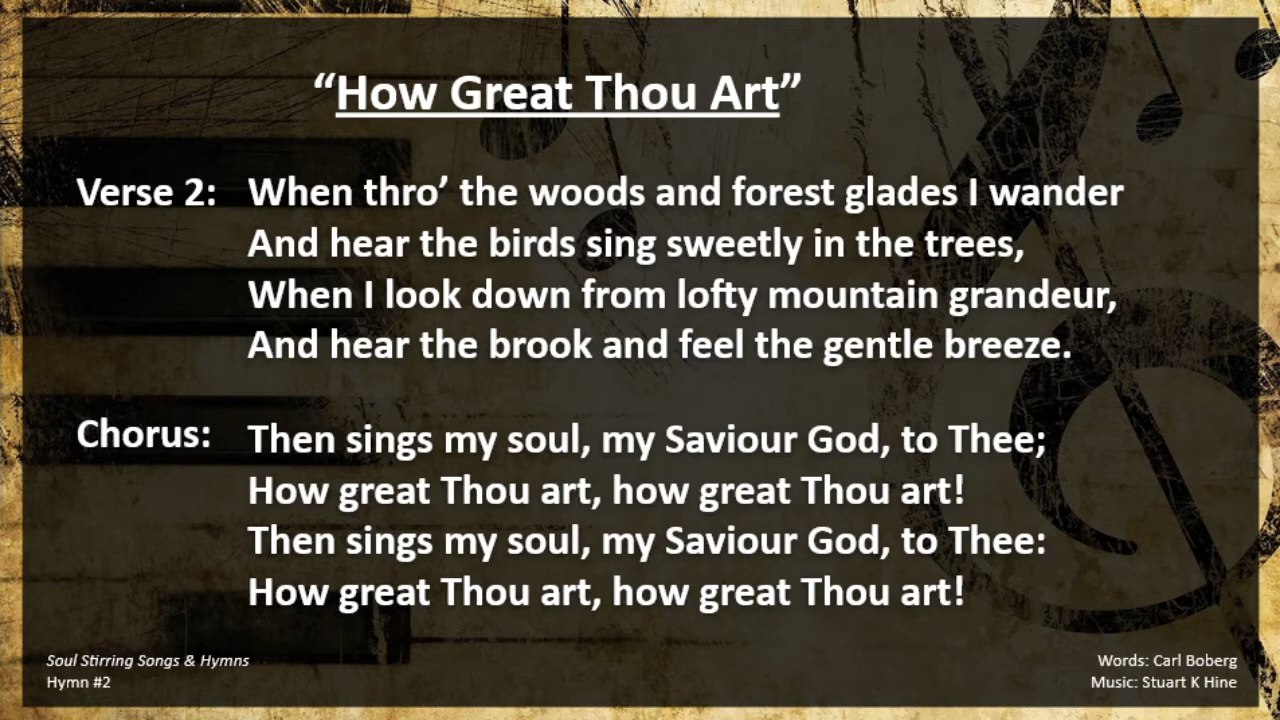 “How Great Thou Art”
Verse 2: When thro’ the woods and forest glades I wander
And hear the birds sing sweetly in the trees,
When I look down from lofty mountain grandeur,
And hear the brook and feel the gentle breeze.
Chorus: Then sings my soul, my Saviour God, to Thee;
How great Thou art, how great Thou art!
Then sings my soul, my Saviour God, to Thee:
How great Thou art, how great Thou art!
Soul Stirring Songs & Hymns
Hymn #2
Words: Carl Boberg
Music: Stuart K Hine